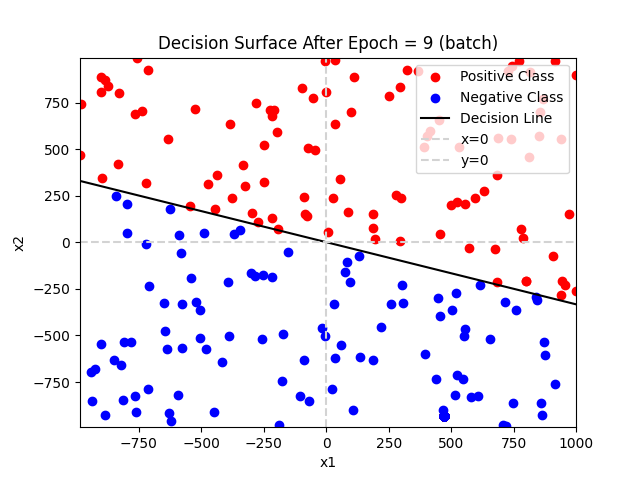 Decision Surface After Epoch = 9 (batch)
Positive Class
Negative Class
Decision Line
x=0
y=0
750
500
250
0
−250
−500
−750
x2
−750
−500
−250
0
250
500
750
1000
x1